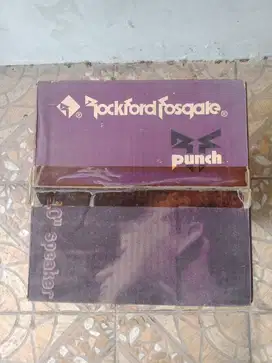 Rockford Fosgate®
punch
10" speaker